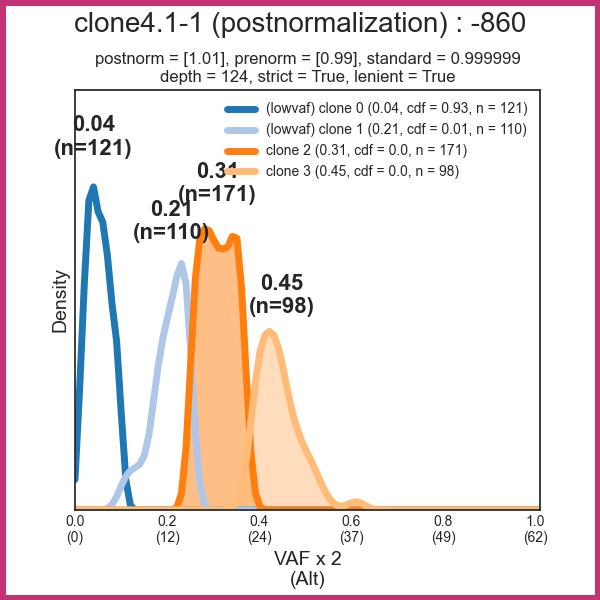 clone4.1-1 (postnormalization) : -860
postnorm = [1.01], prenorm = [0.99], standard = 0.999999
depth = 124, strict = True, lenient = True
(lowvaf) clone 0 (0.04, cdf = 0.93, n = 121)
(lowvaf) clone 1 (0.21, cdf = 0.01, n = 110)
clone 2 (0.31, cdf = 0.0, n = 171)
clone 3 (0.45, cdf = 0.0, n = 98)
0.04
(n=121)
0.31
(n=171)
0.21
(n=110)
0.45
(n=98)
Density
0.0 0.2 0.4 0.6 0.8 1.0
(0) (12) (24) (37) (49) (62)
VAF x 2
(Alt)